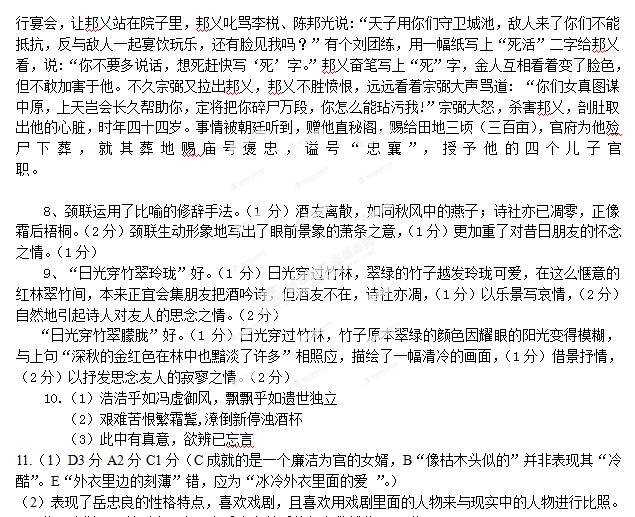 行宴会，让邦乂站在院子里，邦乂叱骂李棁、陈邦光说：“天子用你们守卫城池，敌人来了你们不能
抵抗，反与敌人一起宴饮玩乐，还有脸见我吗？”有个刘团练，用一幅纸写上“死活”二字给邦乂
看，说：“你不要多说话，想死赶快写‘死’字。”邦乂奋笔写上“死”字，金人互相看着变了脸色，
但不敢加害于他。不久宗弼又拉出邦乂，邦乂不胜愤恨，远远看着宗弼大声骂道：“你们女真图谋
中原，上天岂会长久帮助你，定将把你碎尸万段，你怎么能玷污我！”宗弼大怒，杀害邦乂，剖肚取
出他的心脏，时年四十四岁。事情被朝廷听到，赠他直秘阁，赐给田地三顷（三百亩），官府为他殓
尸下葬，就其葬地赐庙号褒忠，谥号“忠襄”，授予他的四个儿子官
职。
8、颈联运用了比喻的修辞手法。（1 分）酒友离散，如同秋风中的燕子；诗社亦已凋零，正像
霜后梧桐。（2 分）颈联生动形象地写出了眼前景象的萧条之意，（1 分）更加重了对昔日朋友的怀念
之情。（1 分）
9、“日光穿竹翠玲珑”好。（1 分）日光穿过竹林，翠绿的竹子越发玲珑可爱，在这么惬意的
红林翠竹间，本来正宜会集朋友把酒吟诗，但酒友不在，诗社亦凋，（1 分）以乐景写哀情，（2 分）
自然地引起诗人对友人的思念之情。（2 分）
“日光穿竹翠朦胧”好。（1 分）日光穿过竹林，竹子原本翠绿的颜色因耀眼的阳光变得模糊，
与上句“深秋的金红色在林中也黯淡了许多”相照应，描绘了一幅清冷的画面，（1 分）借景抒情，
（2 分）以抒发思念友人的寂寥之情。（2 分）
10.（1）浩浩乎如冯虚御风，飘飘乎如遗世独立
（2）艰难苦恨繁霜鬓,潦倒新停浊酒杯
（3）此中有真意，欲辨已忘言
11.（1）D3 分 A2 分 C1 分（C 成就的是一个廉洁为官的女婿，B“像枯木头似的”并非表现其“冷
酷”。E“外衣里边的刻薄”错，应为“冰冷外衣里面的爱 ”。）
（2）表现了岳忠良的性格特点，喜欢戏剧，且喜欢用戏剧里面的人物来与现实中的人物进行比照。